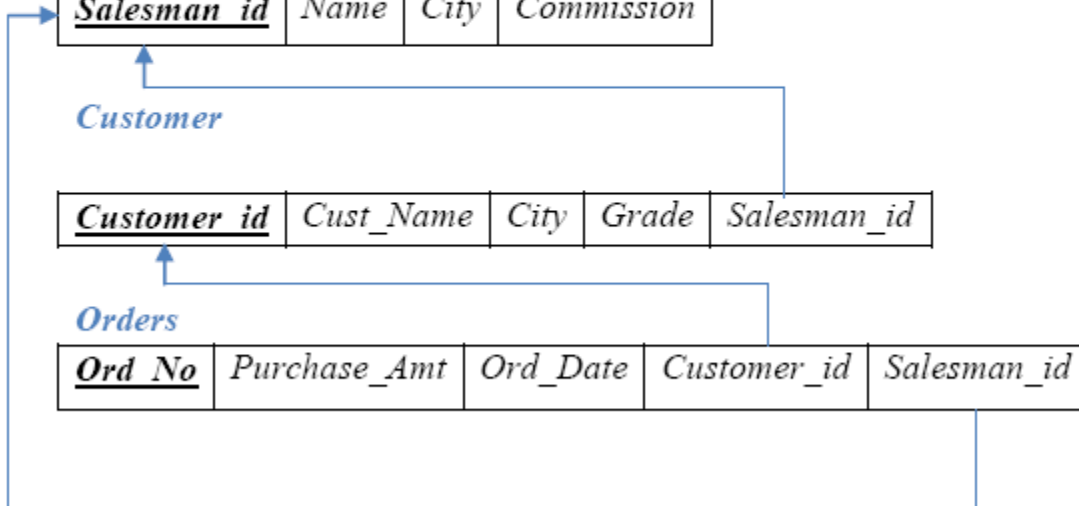 Salesman_id Name City Commission
Customer
Customer_id Cust_Name City Grade Salesman_id
Orders
Ord_No Purchase_Amt Ord_Date Customer_id Salesman_id